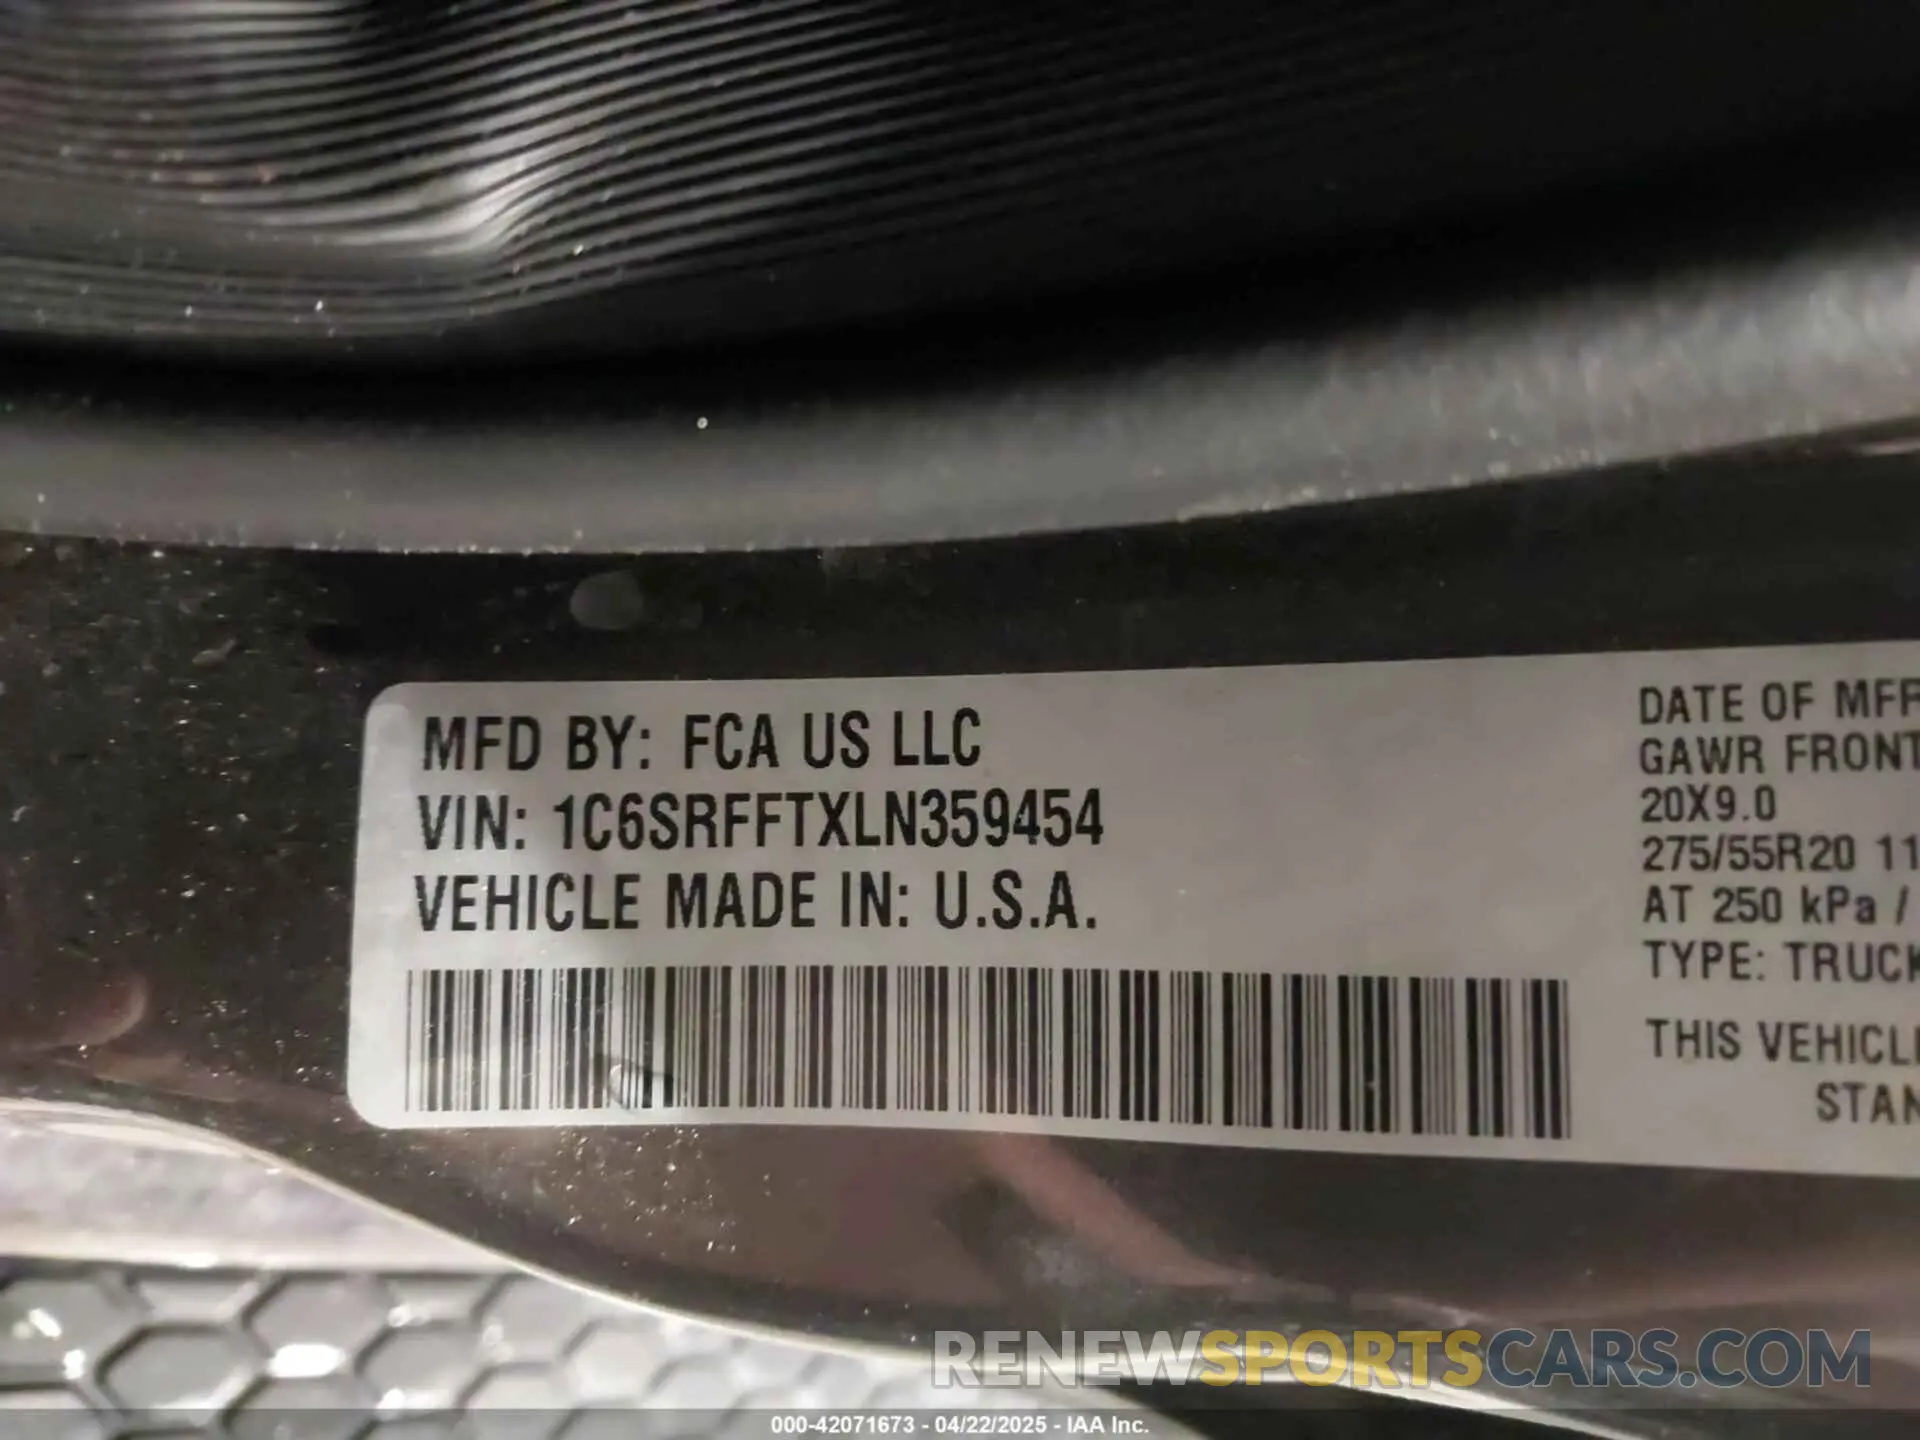 MFD BY: FCA US LLC
VIN: 1C6SRFFTXLN359454
VEHICLE MADE IN: U.S.A.
DATE OF MFR
GAWR FRONT
20X9.0
275/55R20 11
AT 250 kPa /
TYPE: TRUCK
THIS VEHICL
STAN
RENEWSPORTSCARS.COM
000-42071673 - 04/22/2025 - IAA Inc.